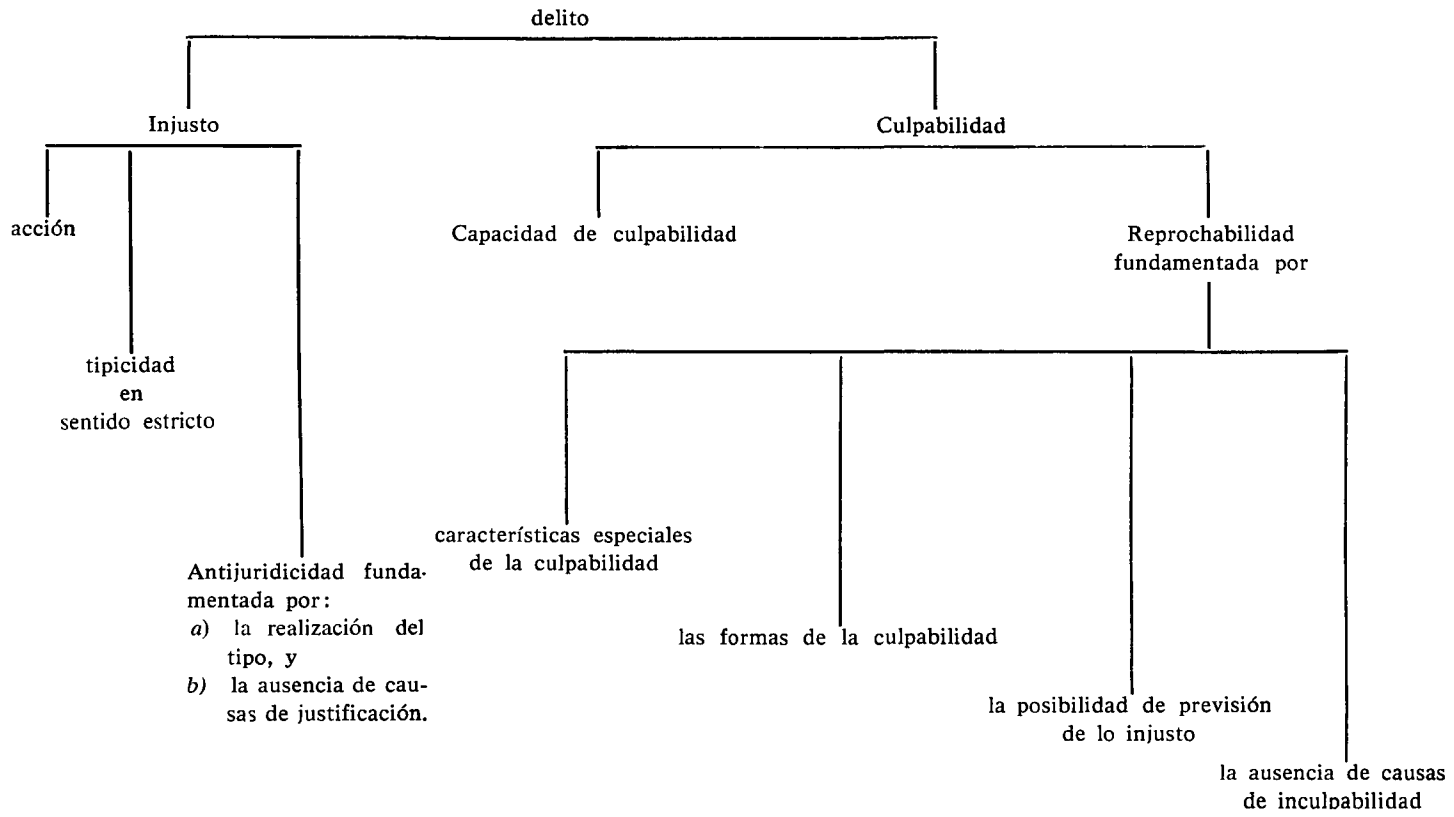 delito
Injusto
Culpabilidad
acción
tipicidad
en
sentido estricto
Antijuridicidad funda-
mentada por:
a) la realización del
tipo, y
b) la ausencia de cau-
sas de justificación.
Capacidad de culpabilidad
Reprochabilidad
fundamentada por
características especiales
de la culpabilidad
las formas de la culpabilidad
la posibilidad de previsión
de lo injusto
la ausencia de causas
de inculpabilidad